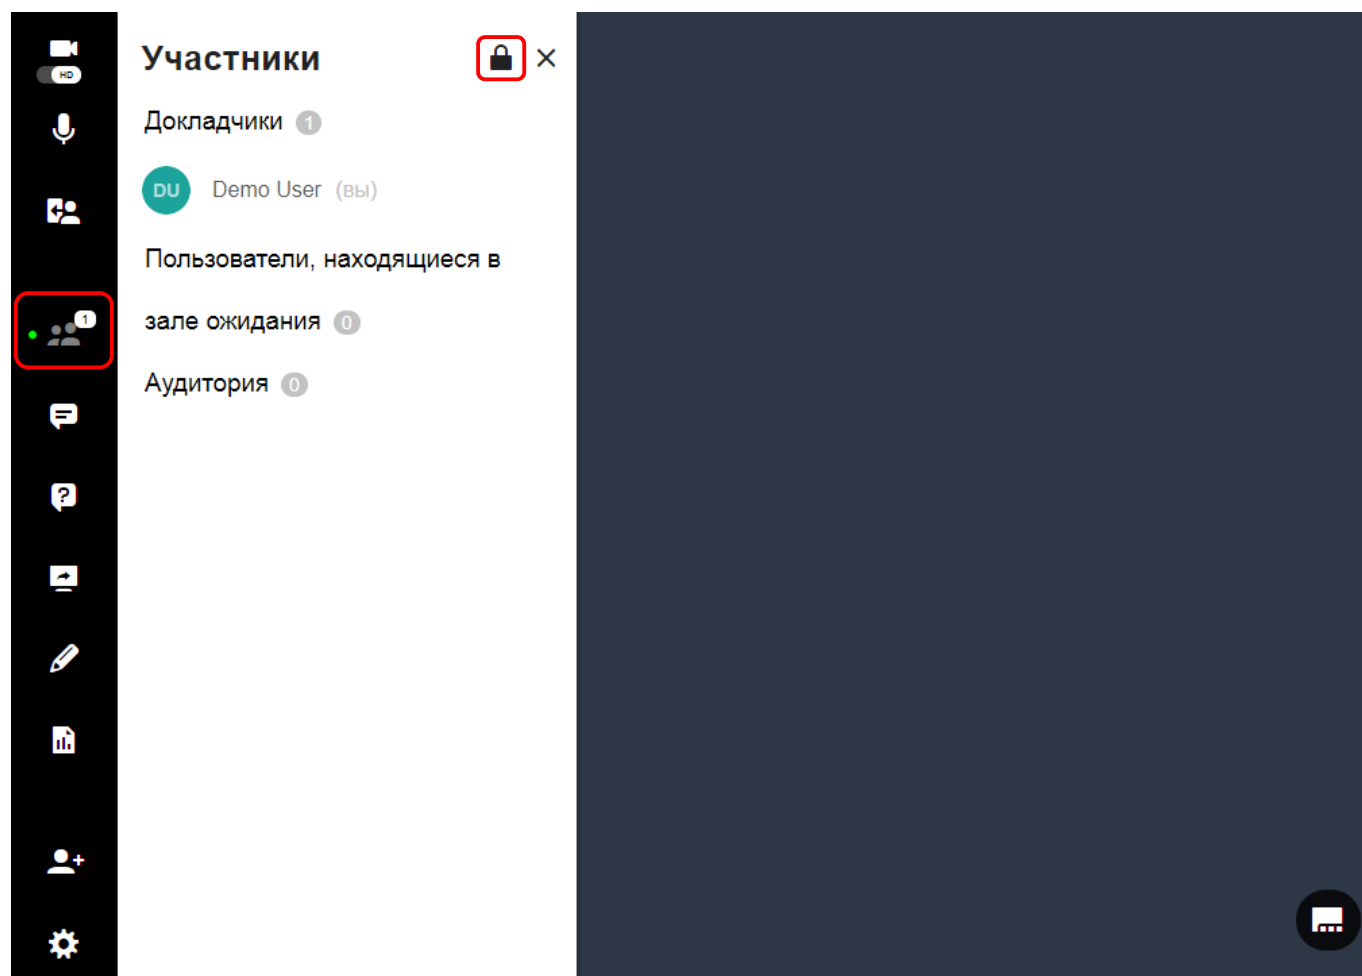 HD
Участники
Докладчики 1
DU Demo User (вы)
Пользователи, находящиеся в
зале ожидания 0
1
Аудитория 0
?